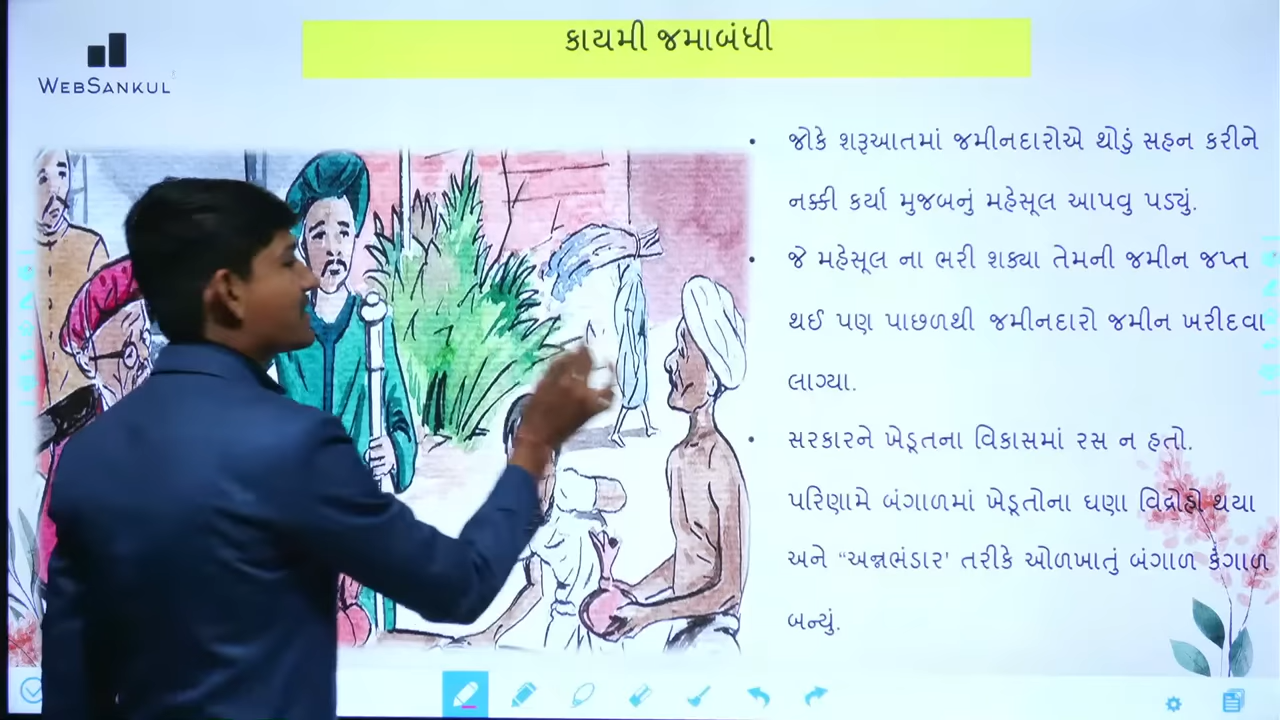 કાયમી જમાબંધી
WEBSANKUL
જોકે શરૂઆતમાં જમીનદારોએ થોડું સહન કરીને
નક્કી કર્યા મુજબનું મહેસૂલ આપવુ પડ્યું.
જે મહેસૂલ ના ભરી શક્યા તેમની જમીન જપ્ત
થઈ પણ પાછળથી જમીનદારો જમીન ખરીદવા
લાગ્યા.
સરકારને ખેડૂતના વિકાસમાં રસ ન હતો.
પરિણામે બંગાળમાં ખેડૂતોના ઘણા વિદ્રોહો થયા
અને “અન્નભંડાર' તરીકે ઓળખાતું બંગાળ કંગાળ
બન્યું.